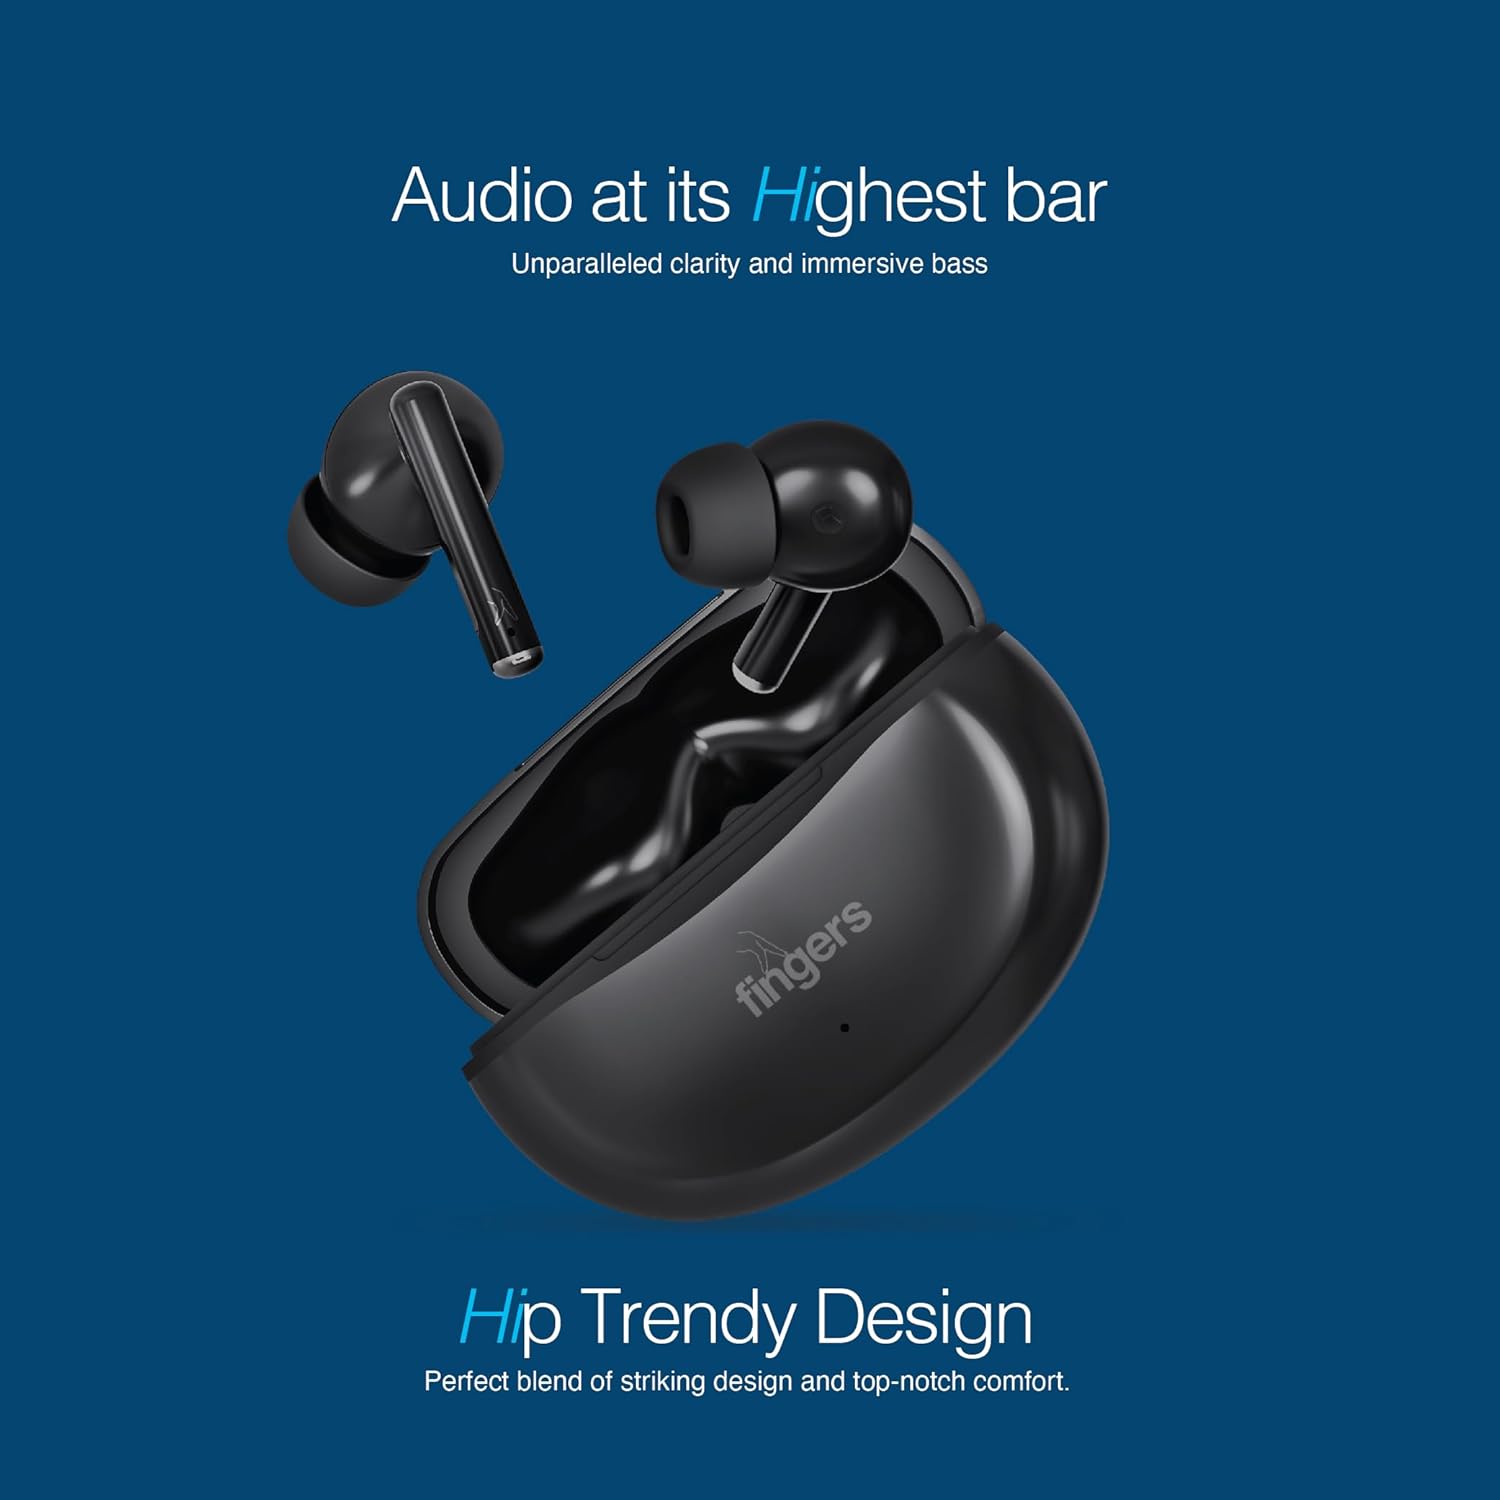 Audio at its Highest bar
Unparalleled clarity and immersive bass
fingers
Hip Trendy Design
Perfect blend of striking design and top-notch comfort.